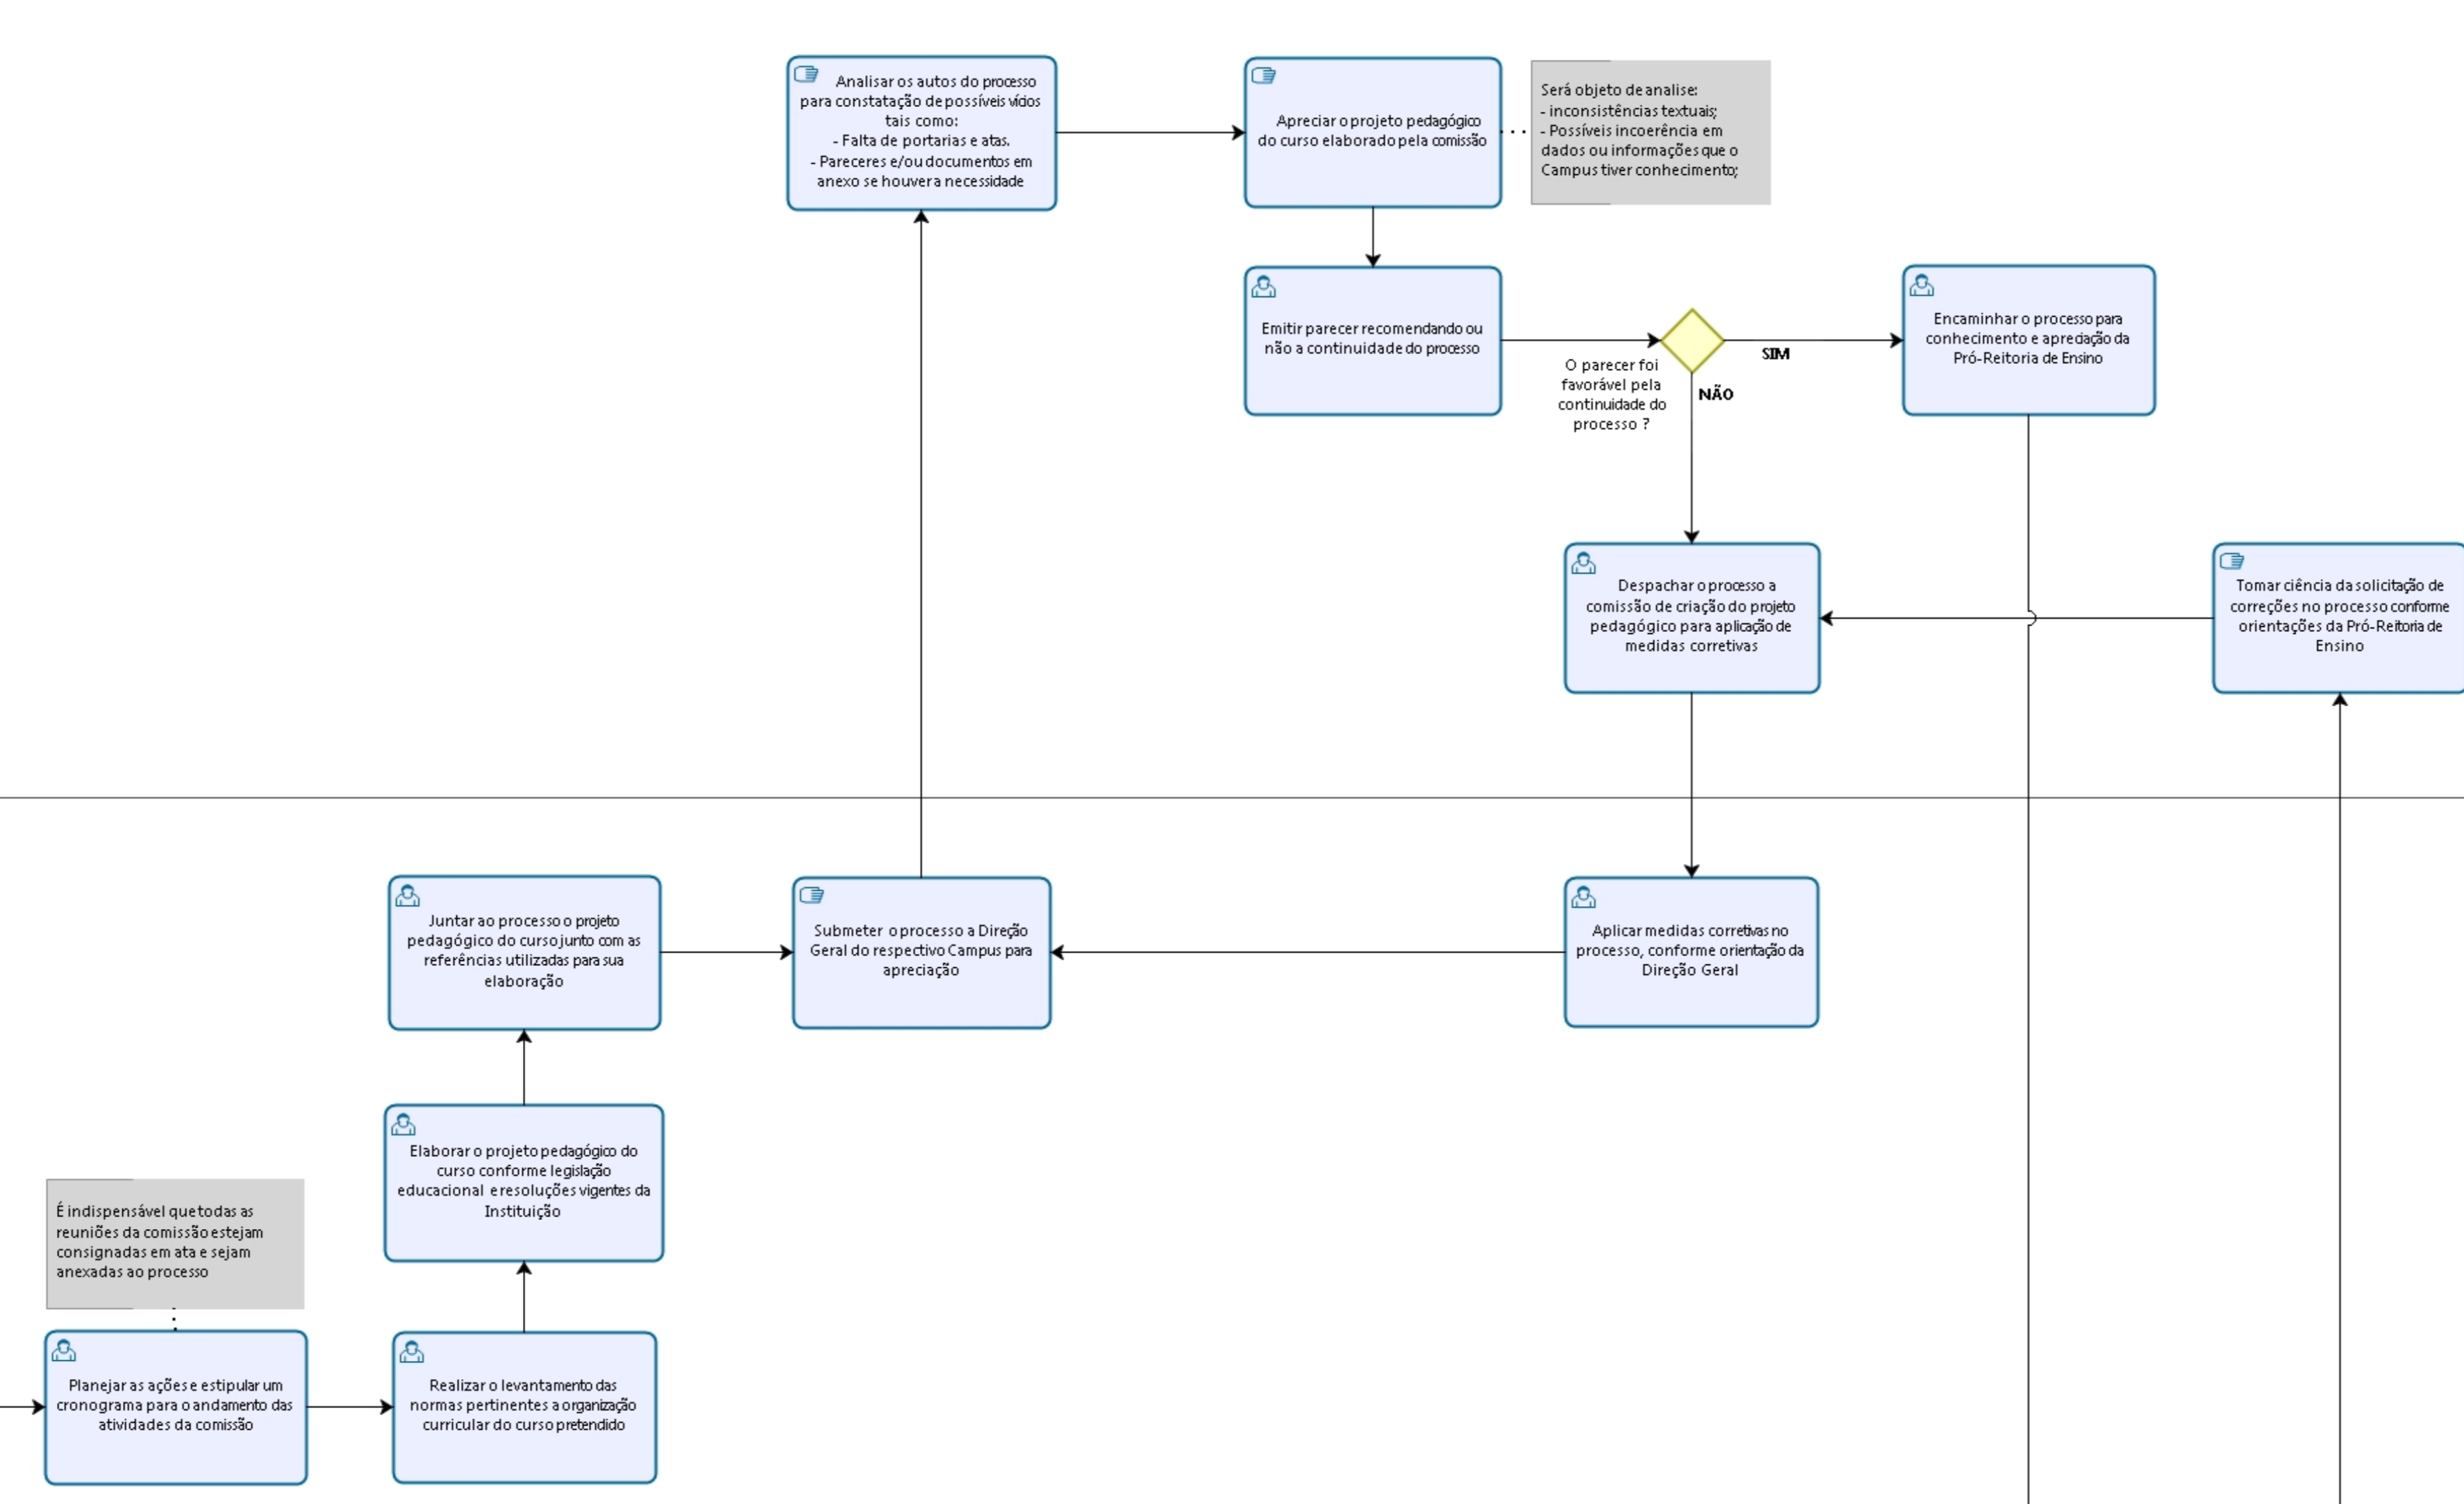 Analisar os autos do processo
para constatação de possíveis vícios
tais como:
- Falta de portarias e atas.
- Pareceres e/ou documentos em
anexo se houver a necessidade
Apreciar o projeto pedagógico
do curso elaborado pela comissão
Será objeto de analise:
- inconsistências textuais;
- Possíveis incoerência em
dados ou informações que o
Campus tiver conhecimento;
Emitir parecer recomendando ou
não a continuidade do processo
O parecer foi
favorável pela
continuidade do
processo ?
SIM
NÃO
Encaminhar o processo para
conhecimento e apreciação da
Pró-Reitoria de Ensino
Despachar o processo a
comissão de criação do projeto
pedagógico para aplicação de
medidas corretivas
Tomar ciência da solicitação de
correções no processo conforme
orientações da Pró-Reitoria de
Ensino
Juntar ao processo o projeto
pedagógico do curso junto com as
referências utilizadas para sua
elaboração
Submeter o processo a Direção
Geral do respectivo Campus para
apreciação
Aplicar medidas corretivas no
processo, conforme orientação da
Direção Geral
Elaborar o projeto pedagógico do
curso conforme legislação
educacional e resoluções vigentes da
Instituição
É indispensável que todas as
reuniões da comissão estejam
consignadas em ata e sejam
anexadas ao processo
Planejar as ações e estipular um
cronograma para o andamento das
atividades da comissão
Realizar o levantamento das
normas pertinentes a organização
curricular do curso pretendido